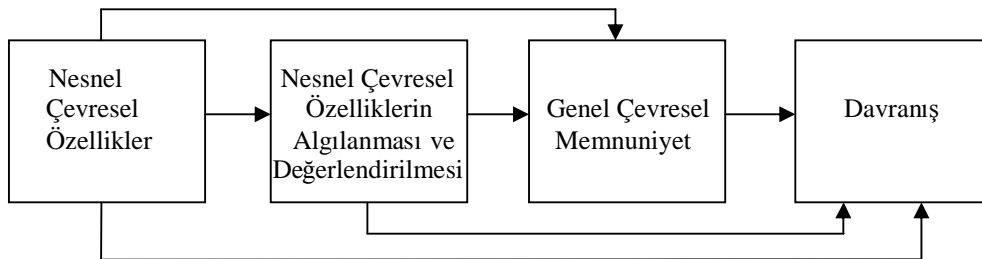 Nesnel
Çevresel
Özellikler
Nesnel Çevresel
Özelliklerin
Algılanması ve
Değerlendirilmesi
Genel Çevresel
Memnuniyet
Davranış